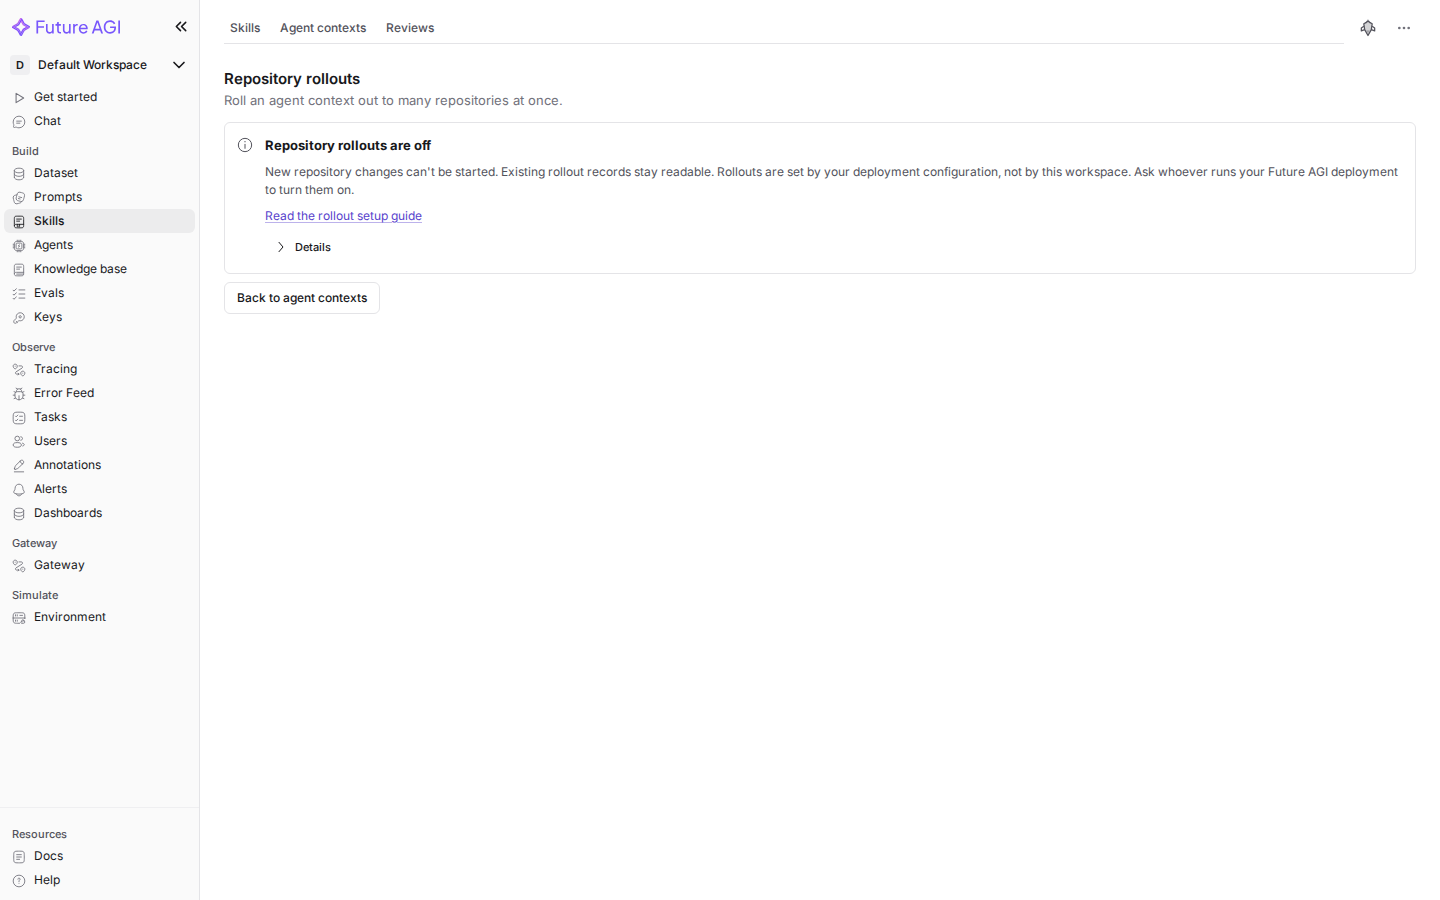 Future AGI
D Default Workspace
Get started
Chat
Build
Dataset
Prompts
Skills
Agents
Knowledge base
Evals
Keys
Observe
Tracing
Error Feed
Tasks
Users
Annotations
Alerts
Dashboards
Gateway
Gateway
Simulate
Environment
Resources
Docs
Help
Skills Agent contexts Reviews
Repository rollouts
Roll an agent context out to many repositories at once.
Repository rollouts are off
New repository changes can't be started. Existing rollout records stay readable. Rollouts are set by your deployment configuration, not by this workspace. Ask whoever runs your Future AGI deployment
to turn them on.
Read the rollout setup guide
Details
Back to agent contexts